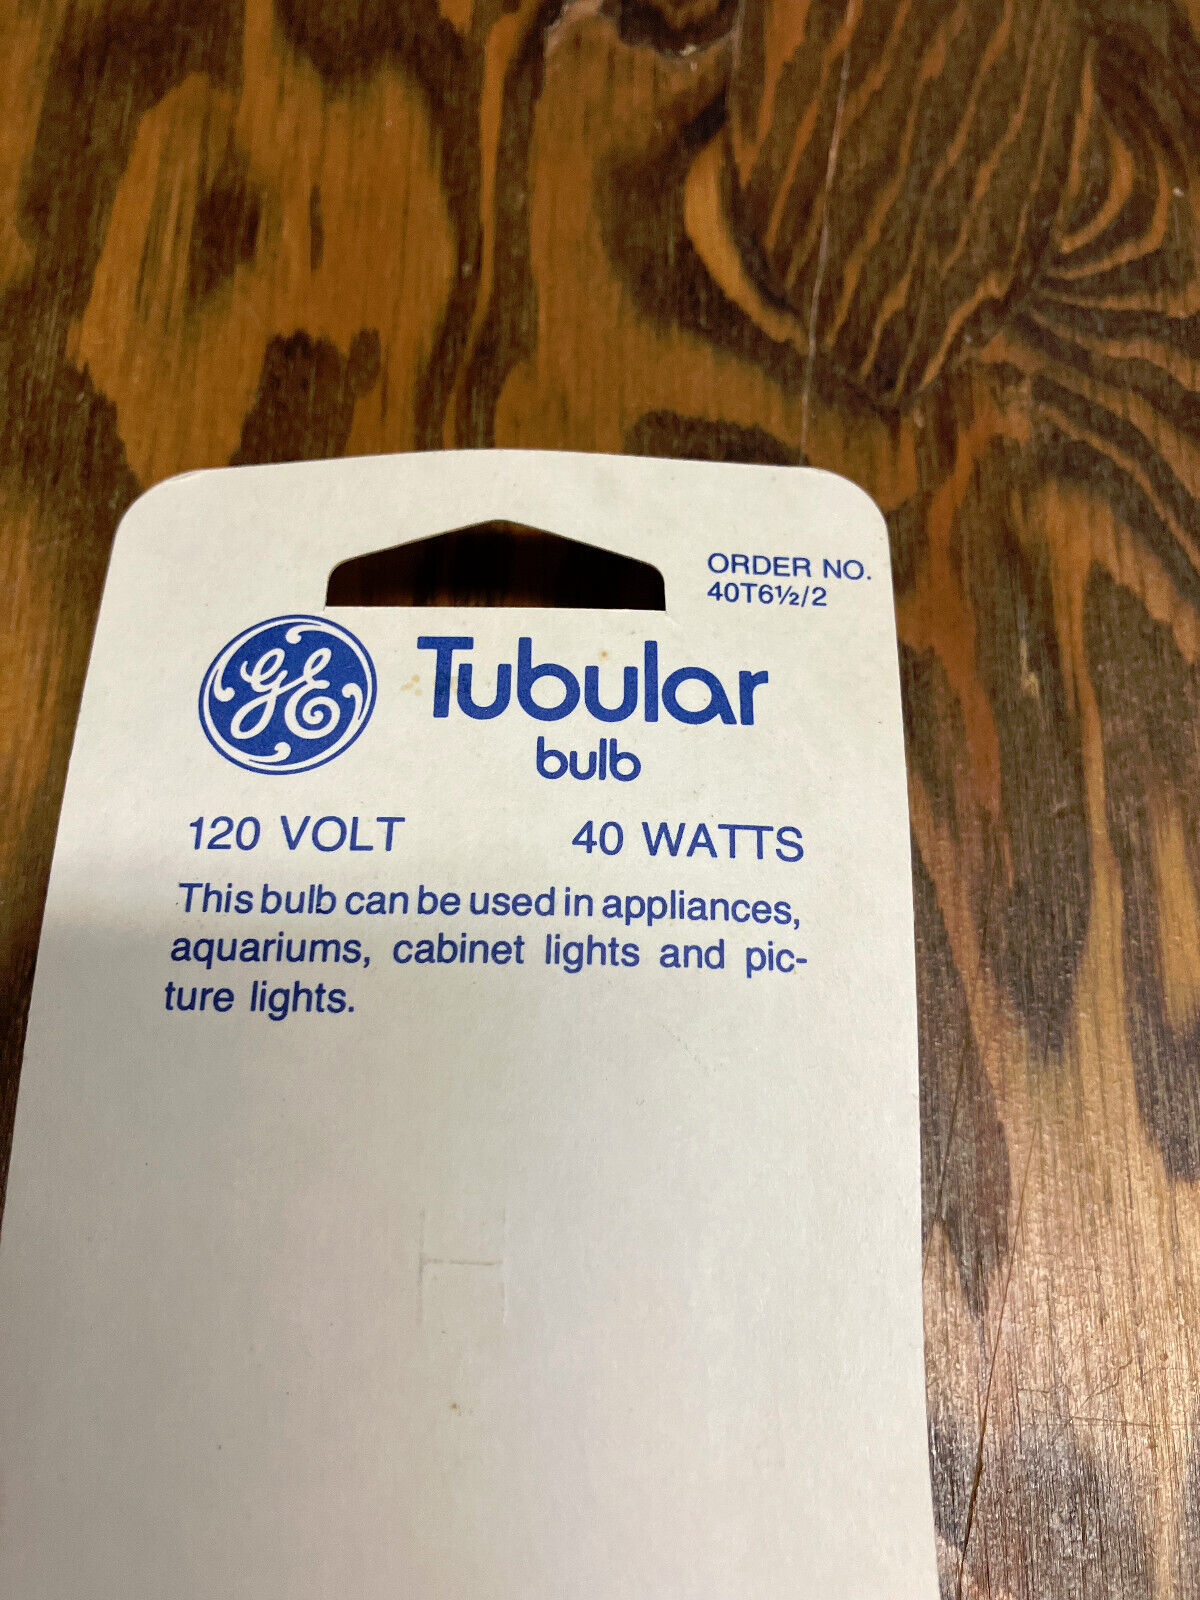 ORDER NO.
40T6½/2
GE
Tubular
bulb
120 VOLT 40 WATTS
This bulb can be used in appliances,
aquariums, cabinet lights and pic-
ture lights.